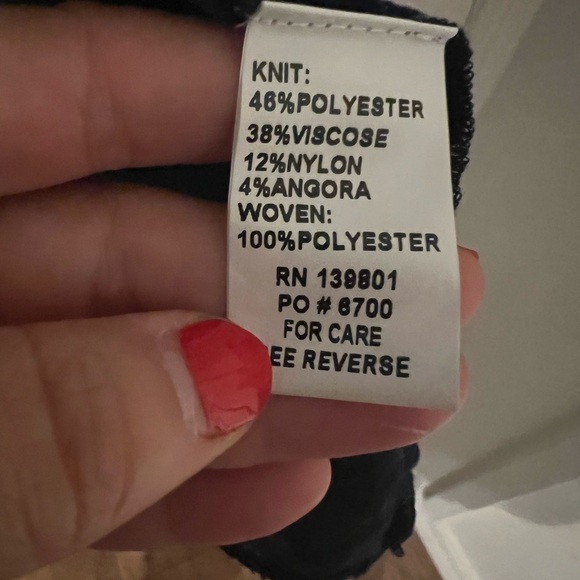 KNIT:
46%POLYESTER
38%VISCOSE
12%NYLON
4%ANGORA
WOVEN:
100%POLYESTER
RN 139801
PO # 6700
FOR CARE
EE REVERSE